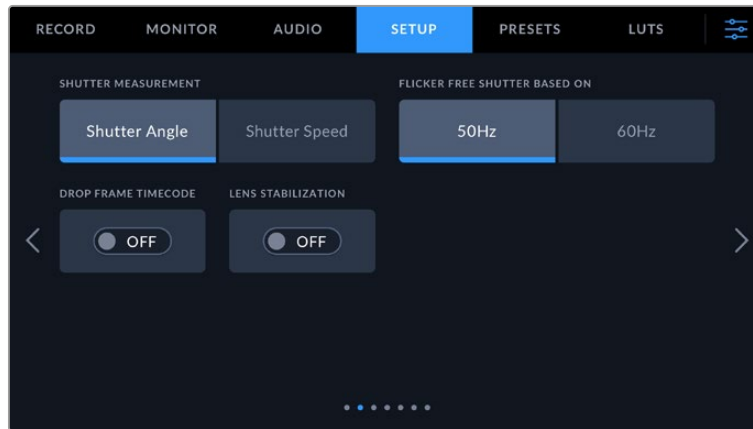 RECORD MONITOR AUDIO SETUP PRESETS LUTS
SHUTTER MEASUREMENT FLICKER FREE SHUTTER BASED ON
Shutter Angle Shutter Speed 50Hz 60Hz
DROP FRAME TIMECODE LENS STABILIZATION
OFF OFF